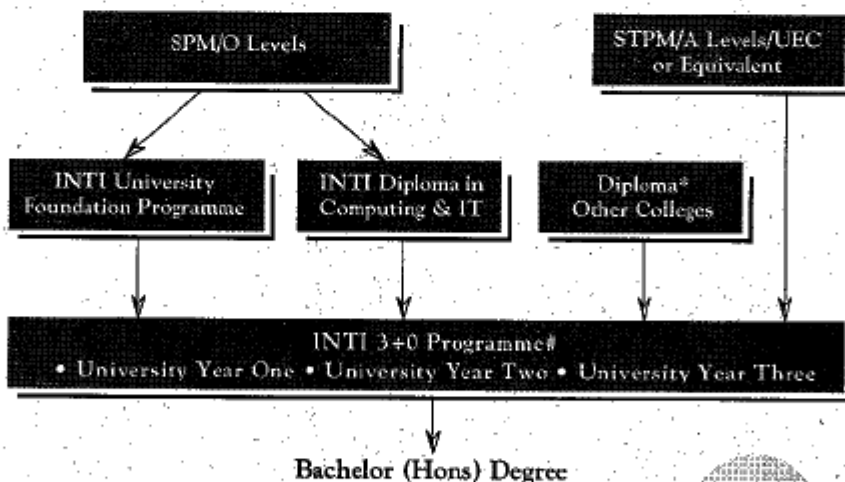 SPM/O Levels
STPM/A Levels/UEC
or Equivalent
INTI University
Foundation Programme
INTI Diploma in
Computing & IT
Diploma*
Other Colleges
INTI 3+0 Programme#
• University Year One • University Year Two • University Year Three
Bachelor (Hons) Degree